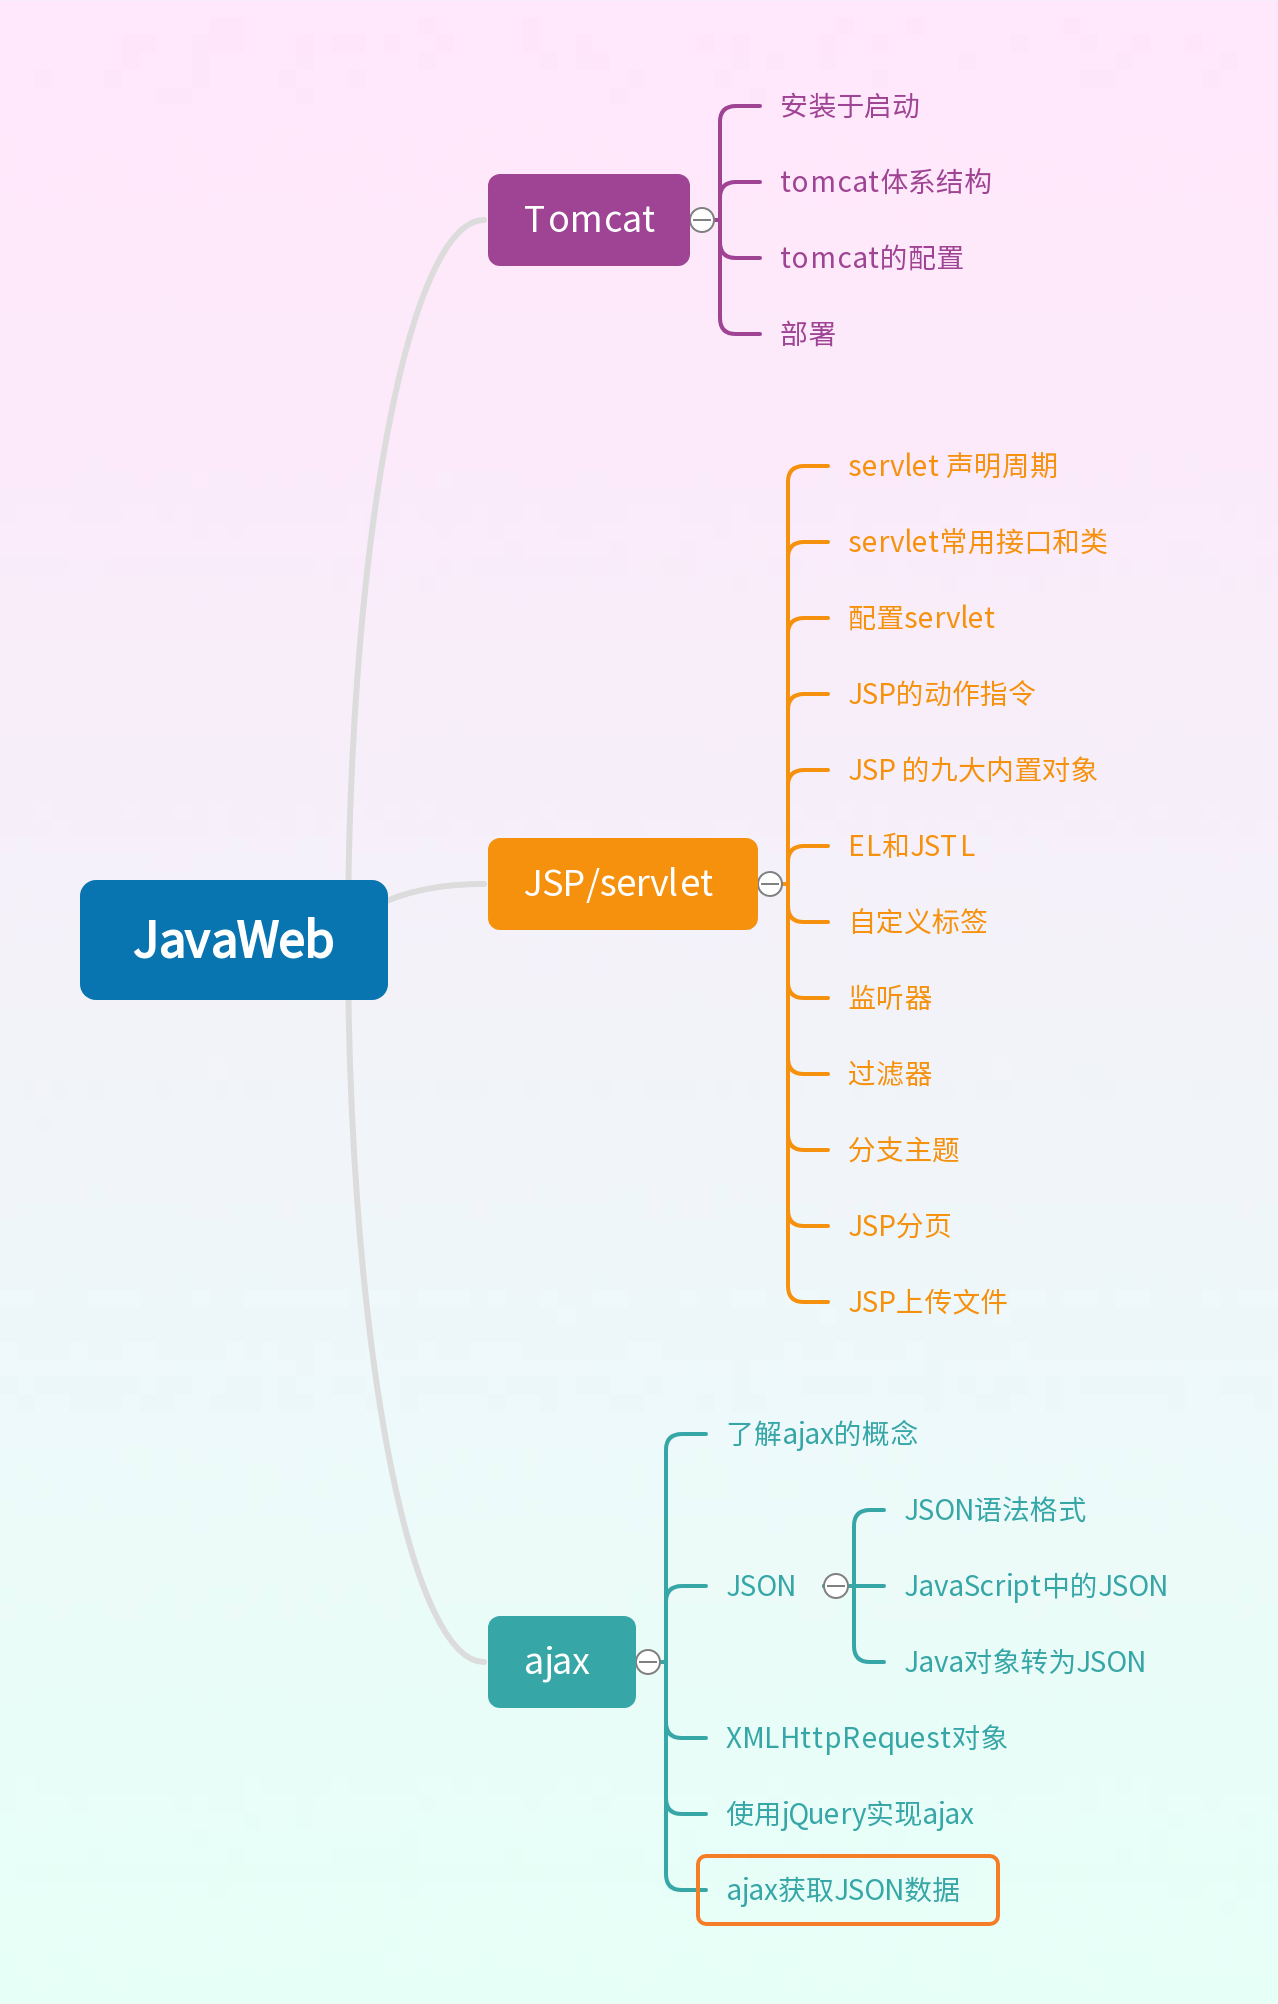 JavaWeb
Tomcat
安装于启动
tomcat体系结构
tomcat的配置
部署
JSP/servlet
servlet 声明周期
servlet常用接口和类
配置servlet
JSP的动作指令
JSP 的九大内置对象
EL和JSTL
自定义标签
监听器
过滤器
分支主题
JSP分页
JSP上传文件
ajax
了解ajax的概念
JSON
JSON语法格式
JavaScript中的JSON
Java对象转为JSON
XMLHttpRequest对象
使用jQuery实现ajax
ajax获取JSON数据